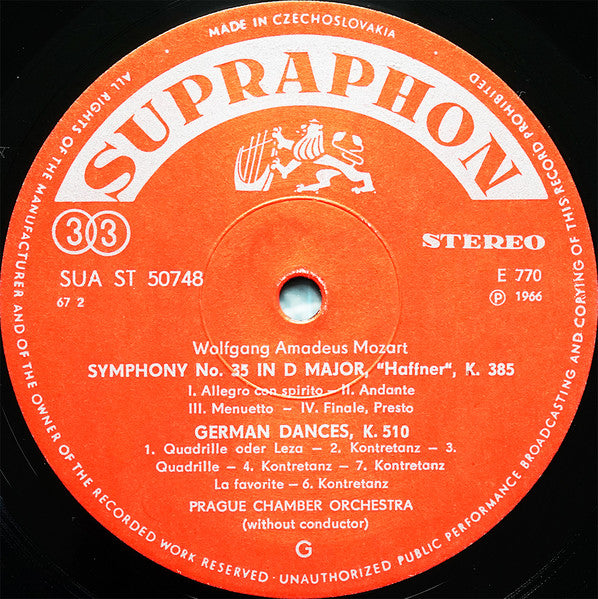 MADE IN CZECHOSLOVAKIA
SUPRAPHON
ALL RIGHTS OF THE MANUFACTURER AND OF THE OWNER OF THE RECORDED WORK RESERVED · UNAUTHORIZED PUBLIC PERFORMANCE BROADCASTING AND CORYING OF THIS RECORD PROHIBITED
33
STEREO
SUA ST 50748
E 770
67 2
Ⓟ 1966
Wolfgang Amadeus Mozart
SYMPHONY No. 35 IN D MAJOR, "Haffner", K. 385
I. Allegro con spirito – II. Andante
III. Menuetto – IV. Finale, Presto
GERMAN DANCES, K. 510
1. Quadrille oder Leza – 2. Kontretanz – 3.
Quadrille – 4. Kontretanz – 7. Kontretanz
La favorite – 6. Kontretanz
PRAGUE CHAMBER ORCHESTRA
(without conductor)
G